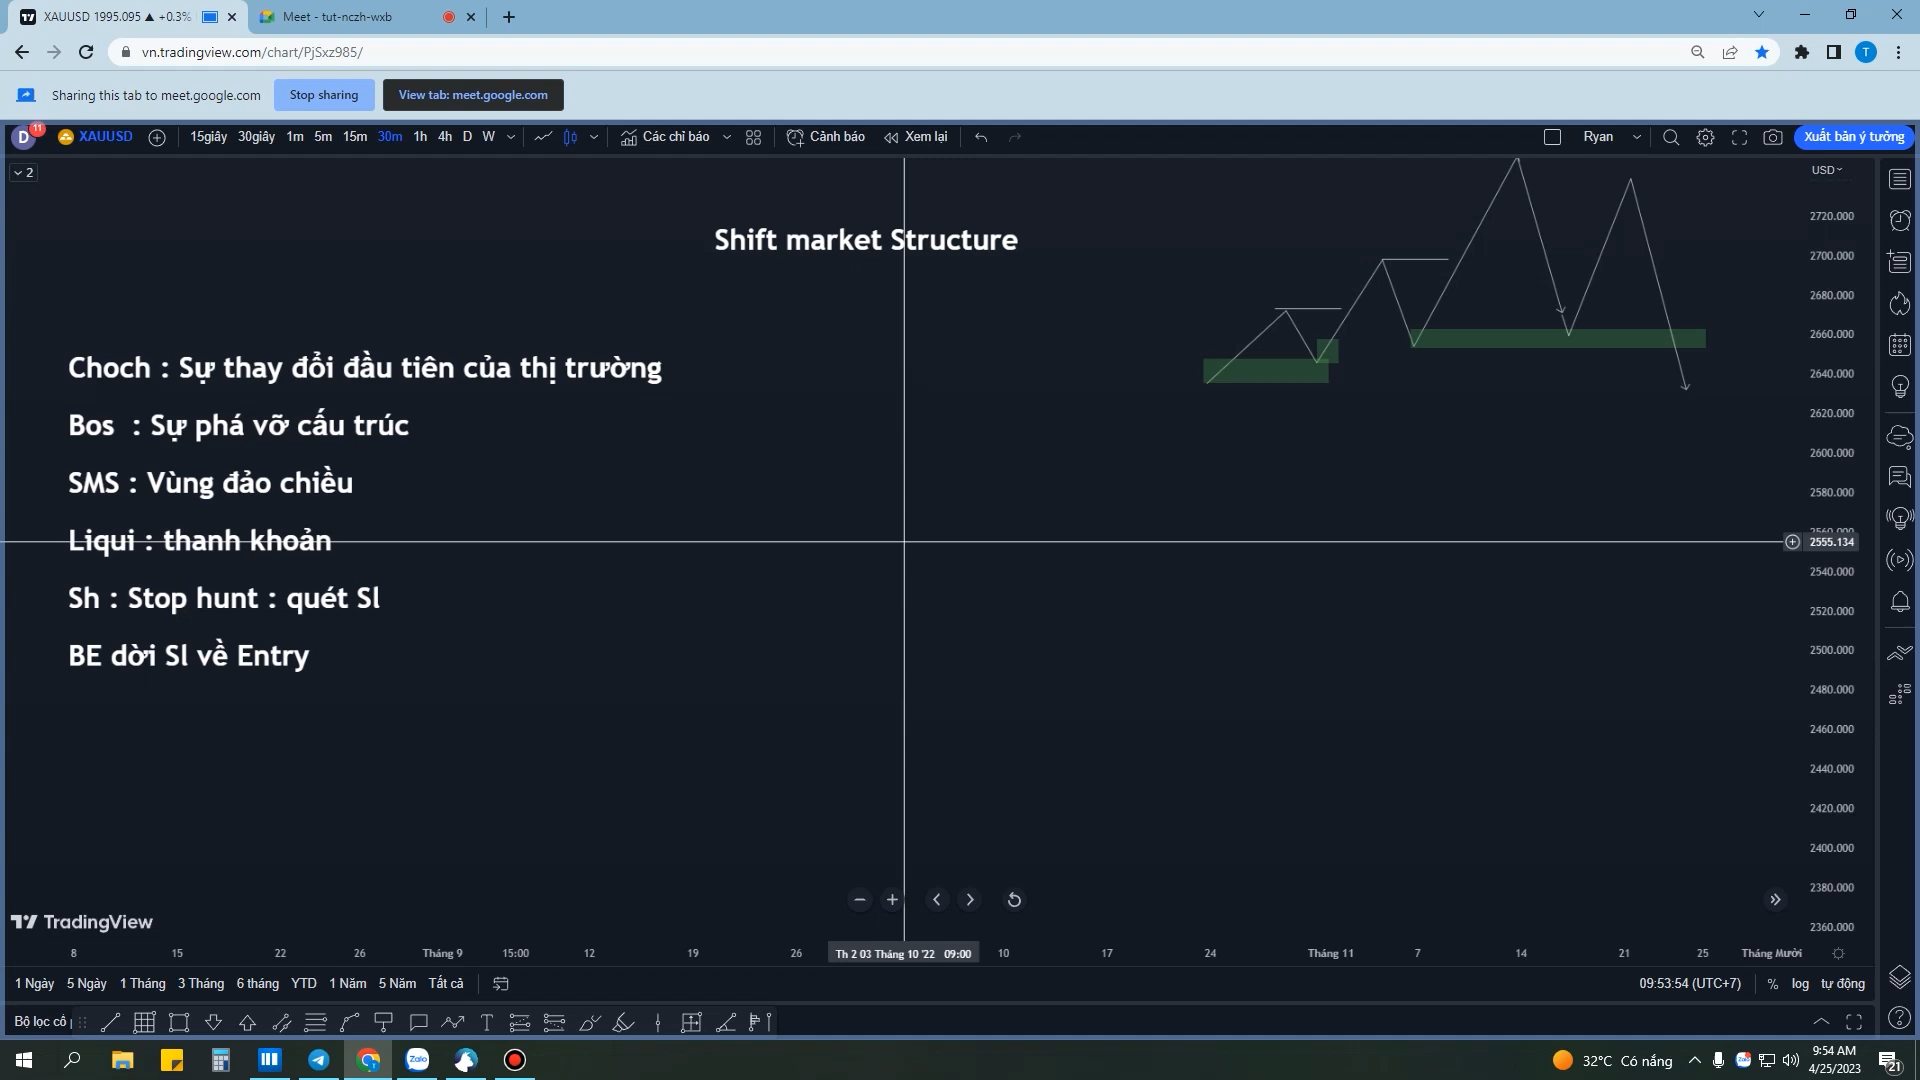 XAUUSD 1995.095 ▲ +0.3%
Meet - tut-nczh-wxb
vn.tradingview.com/chart/PjSxz985/
T
Sharing this tab to meet.google.com
Stop sharing
View tab: meet.google.com
D 11
XAUUSD
15giây 30giây 1m 5m 15m 30m 1h 4h D W
Các chỉ báo
Cảnh báo
Xem lại
Ryan
Xuất bản ý tưởng
2
USD
Shift market Structure
Choch : Sự thay đổi đầu tiên của thị trường
Bos : Sự phá vỡ cấu trúc
SMS : Vùng đảo chiều
Liqui : thanh khoản
Sh : Stop hunt : quét Sl
BE dời Sl về Entry
2720.000
2700.000
2680.000
2660.000
2640.000
2620.000
2600.000
2580.000
2560.000
2555.134
2540.000
2520.000
2500.000
2480.000
2460.000
2440.000
2420.000
2400.000
2380.000
2360.000
TradingView
8 15 22 26 Tháng 9 15:00 12 19 26 Th 2 03 Tháng 10 '22 09:00 10 17 24 Tháng 11 7 14 21 25 Tháng Mười
1 Ngày 5 Ngày 1 Tháng 3 Tháng 6 tháng YTD 1 Năm 5 Năm Tất cả
09:53:54 (UTC+7) % log tự động
Bộ lọc cổ
Zalo
32°C Có nắng
9:54 AM
4/25/2023
21